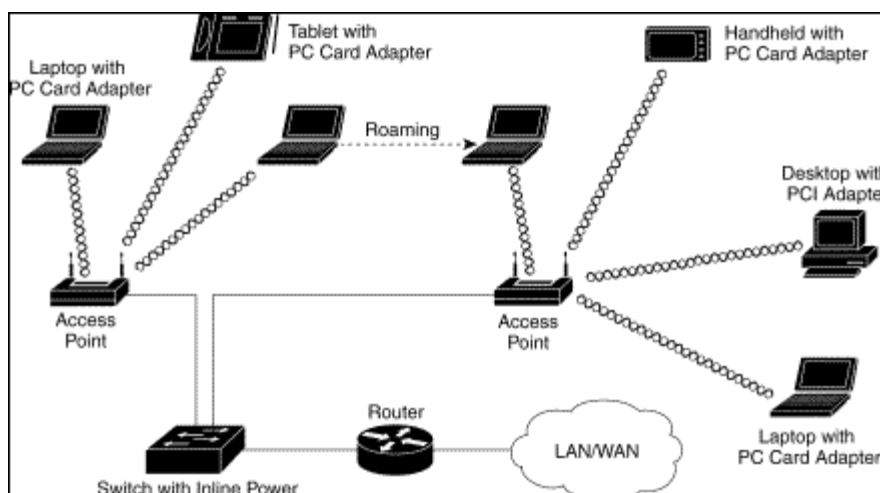 Tablet with
PC Card Adapter
Handheld with
PC Card Adapter
Laptop with
PC Card Adapter
Roaming
Desktop with
PCI Adapte
Access
Point
Access
Point
Router
LAN/WAN
Laptop with
PC Card Adapter
Switch with Inline Power